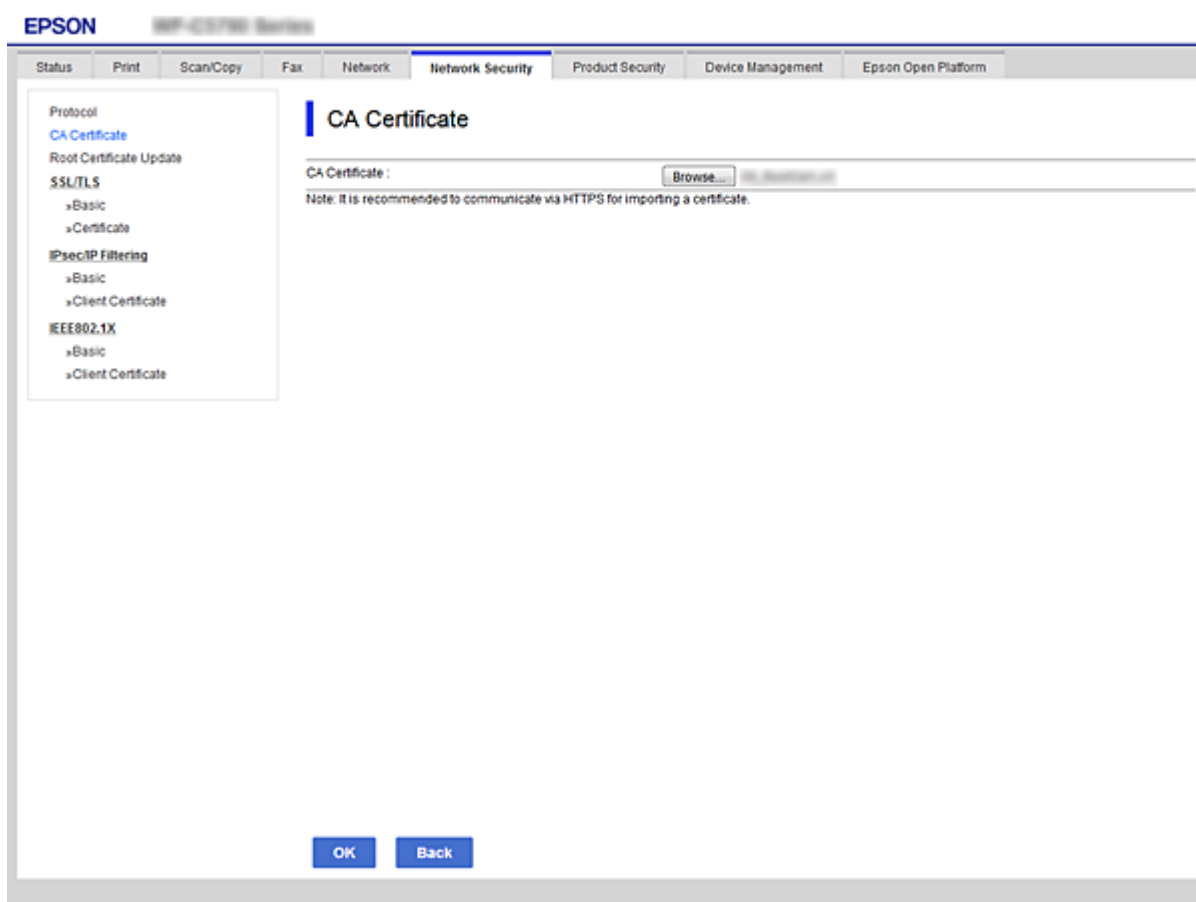 EPSON
Status Print Scan/Copy Fax Network Network Security Product Security Device Management Epson Open Platform
Protocol
CA Certificate
Root Certificate Update
SSL/TLS
»Basic
»Certificate
IPsec/IP Filtering
»Basic
»Client Certificate
IEEE802.1X
»Basic
»Client Certificate
CA Certificate
CA Certificate :
Browse...
Note: It is recommended to communicate via HTTPS for importing a certificate.
OK Back